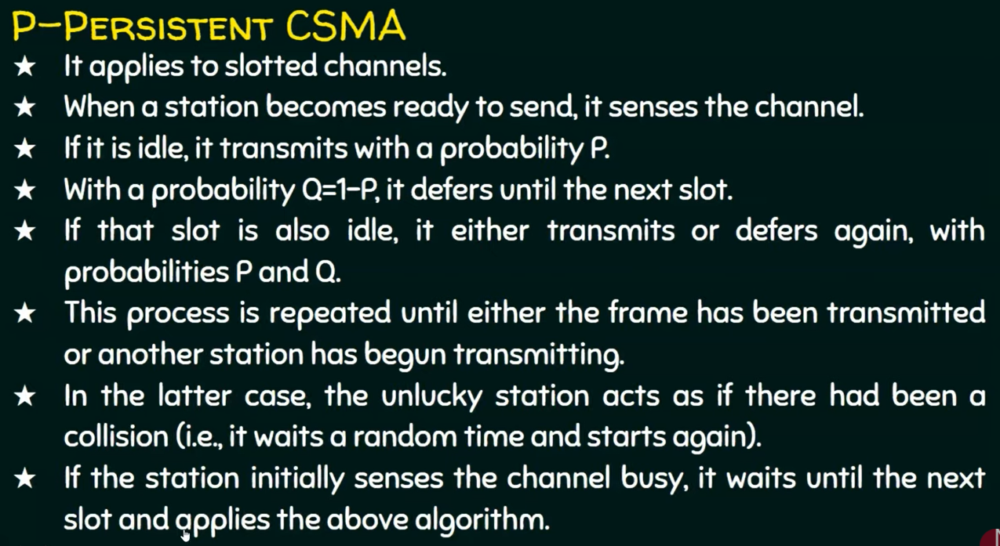 P-PERSISTENT CSMA
★ It applies to slotted channels.
★ When a station becomes ready to send, it senses the channel.
★ If it is idle, it transmits with a probability P.
★ With a probability Q=1-P, it defers until the next slot.
★ If that slot is also idle, it either transmits or defers again, with
probabilities P and Q.
★ This process is repeated until either the frame has been transmitted
or another station has begun transmitting.
★ In the latter case, the unlucky station acts as if there had been a
collision (i.e., it waits a random time and starts again).
★ If the station initially senses the channel busy, it waits until the next
slot and applies the above algorithm.